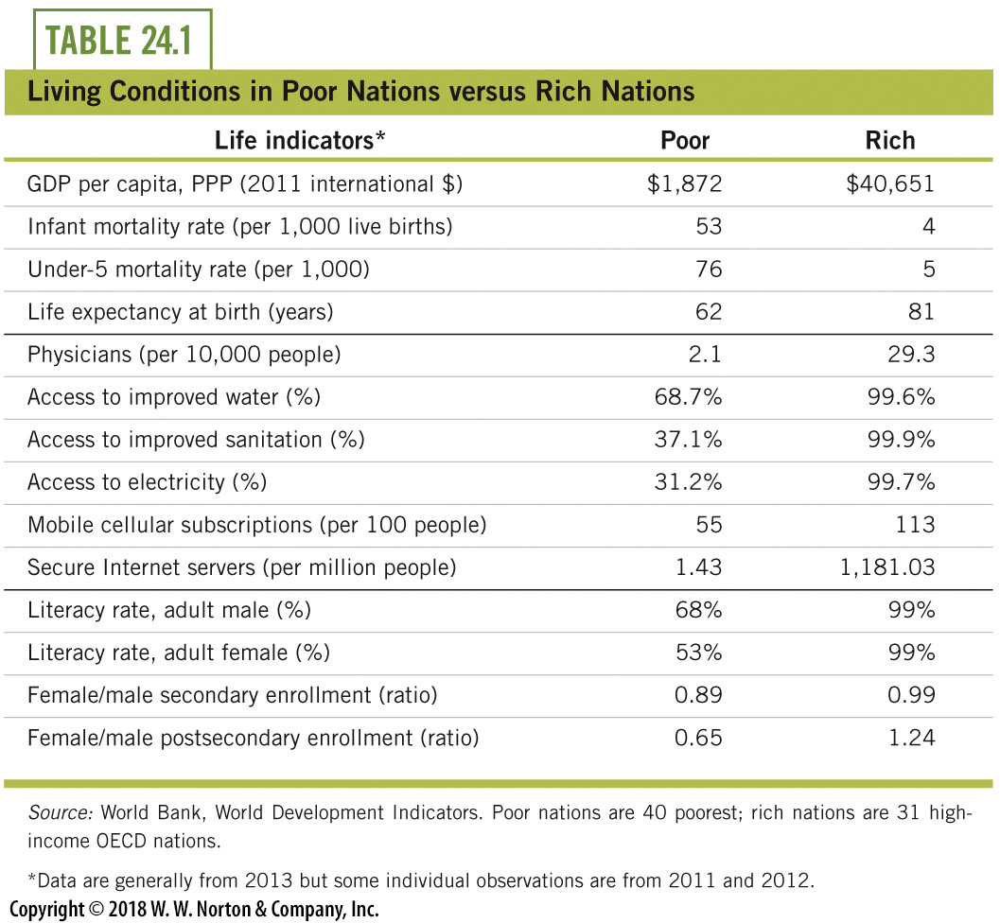 TABLE 24.1
Living Conditions in Poor Nations versus Rich Nations
Life indicators* Poor Rich
GDP per capita, PPP (2011 international $) $1,872 $40,651
Infant mortality rate (per 1,000 live births) 53 4
Under-5 mortality rate (per 1,000) 76 5
Life expectancy at birth (years) 62 81
Physicians (per 10,000 people) 2.1 29.3
Access to improved water (%) 68.7% 99.6%
Access to improved sanitation (%) 37.1% 99.9%
Access to electricity (%) 31.2% 99.7%
Mobile cellular subscriptions (per 100 people) 55 113
Secure Internet servers (per million people) 1.43 1,181.03
Literacy rate, adult male (%) 68% 99%
Literacy rate, adult female (%) 53% 99%
Female/male secondary enrollment (ratio) 0.89 0.99
Female/male postsecondary enrollment (ratio) 0.65 1.24
Source: World Bank, World Development Indicators. Poor nations are 40 poorest; rich nations are 31 high-
income OECD nations.
*Data are generally from 2013 but some individual observations are from 2011 and 2012.
Copyright © 2018 W. W. Norton & Company, Inc.